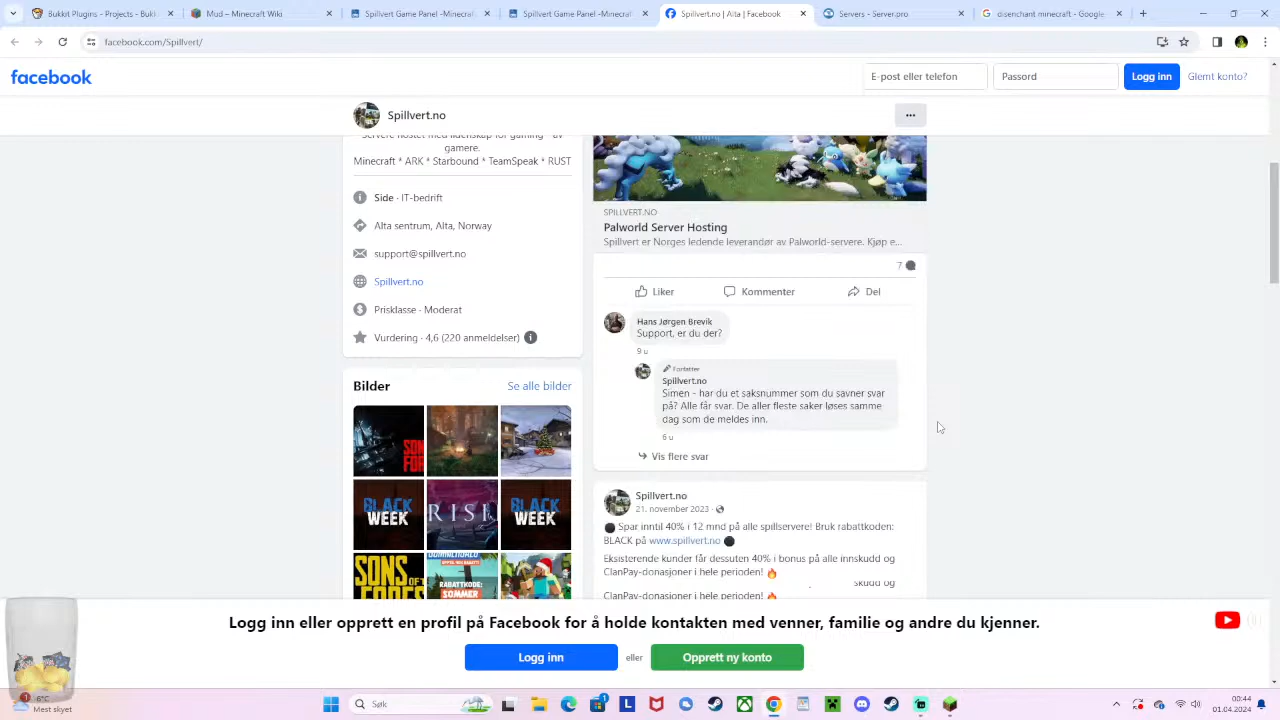 Bukkit Plugins - Projects - Bukki
Mud – Minecraft Wiki
Spillvert Game Panel -Minecraf
Spillvert Game Panel -Minecraf
Spillvert.no | Alta | Facebook
Servers - Server.pro
disenchant minecraft - Google
facebook.com/Spillvert/
facebook
E-post eller telefon
Passord
Logg inn
Glemt konto?
Spillvert.no
gamere.
Minecraft * ARK * Starbound * TeamSpeak * RUST
Side · IT-bedrift
Alta sentrum, Alta, Norway
support@spillvert.no
Spillvert.no
Prisklasse · Moderat
Vurdering · 4,6 (220 anmeldelser)
Bilder
Se alle bilder
BLACK
WEEK
RISE
BLACK
WEEK
SONS
RABATTKODE:
SOMMER
SPILLVERT.NO
Palworld Server Hosting
Spillvert er Norges ledende leverandør av Palworld-servere. Kjøp e...
7
Liker
Kommenter
Del
Hans Jørgen Brevik
Support, er du der?
9 u
Forfatter
Spillvert.no
Simen - har du et saksnummer som du savner svar
på? Alle får svar. De aller fleste saker løses samme
dag som de meldes inn.
6 u
Vis flere svar
Spillvert.no
21. november 2023 ·
Spar inntil 40% i 12 mnd på alle spillservere! Bruk rabattkoden:
BLACK på www.spillvert.no
Eksisterende kunder får dessuten 40% i bonus på alle innskudd og
ClanPay-donasjoner i hele perioden!
skudd og
ClanPay-donasjoner i hele perioden!
Logg inn eller opprett en profil på Facebook for å holde kontakten med venner, familie og andre du kjenner.
Logg inn
eller
Opprett ny konto
1
-6°C
Mest skyet
Søk
00:44
01.04.2024